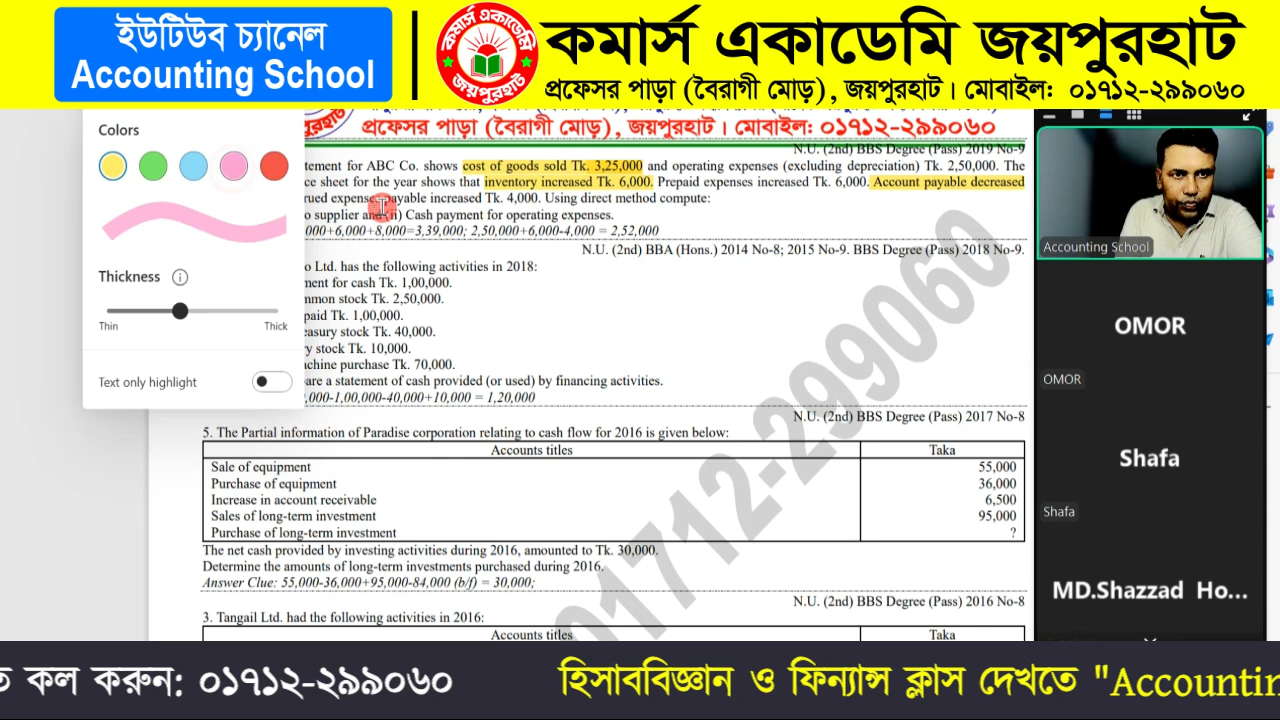 ইউটিউব চ্যানেল
Accounting School
কমার্স একাডেমি জয়পুরহাট
প্রফেসর পাড়া (বৈরাগী মোড়), জয়পুরহাট। মোবাইল: ০১৭১২-২৯৯০৬০
কমার্স একাডেমি
জয়পুরহাট
প্রফেসর পাড়া (বৈরাগী মোড়), জয়পুরহাট। মোবাইল: ০১৭১২-২৯৯০৬০
Colors
Thickness
Thin
Thick
Text only highlight
N.U. (2nd) BBS Degree (Pass) 2019 No-9
tement for ABC Co. shows cost of goods sold Tk. 3,25,000 and operating expenses (excluding depreciation) Tk. 2,50,000. The
ce sheet for the year shows that inventory increased Tk. 6,000. Prepaid expenses increased Tk. 6,000. Account payable decreased
rued expense payable increased Tk. 4,000. Using direct method compute:
o supplier and (ii) Cash payment for operating expenses.
000+6,000+8,000=3,39,000; 2,50,000+6,000-4,000 = 2,52,000
N.U. (2nd) BBA (Hons.) 2014 No-8; 2015 No-9. BBS Degree (Pass) 2018 No-9.
o Ltd. has the following activities in 2018:
ment for cash Tk. 1,00,000.
mmon stock Tk. 2,50,000.
paid Tk. 1,00,000.
easury stock Tk. 40,000.
y stock Tk. 10,000.
achine purchase Tk. 70,000.
are a statement of cash provided (or used) by financing activities.
,000-1,00,000-40,000+10,000 = 1,20,000
N.U. (2nd) BBS Degree (Pass) 2017 No-8
5. The Partial information of Paradise corporation relating to cash flow for 2016 is given below:
Accounts titles Taka
Sale of equipment 55,000
Purchase of equipment 36,000
Increase in account receivable 6,500
Sales of long-term investment 95,000
Purchase of long-term investment ?
The net cash provided by investing activities during 2016, amounted to Tk. 30,000.
Determine the amounts of long-term investments purchased during 2016.
Answer Clue: 55,000-36,000+95,000-84,000 (b/f) = 30,000;
N.U. (2nd) BBS Degree (Pass) 2016 No-8
3. Tangail Ltd. had the following activities in 2016:
Accounts titles Taka
01712-299060
Accounting School
OMOR
OMOR
Shafa
Shafa
MD.Shazzad Ho...
ত কল করুন: ০১৭১২-২৯৯০৬০ হিসাববিজ্ঞান ও ফিন্যান্স ক্লাস দেখতে "Accountin